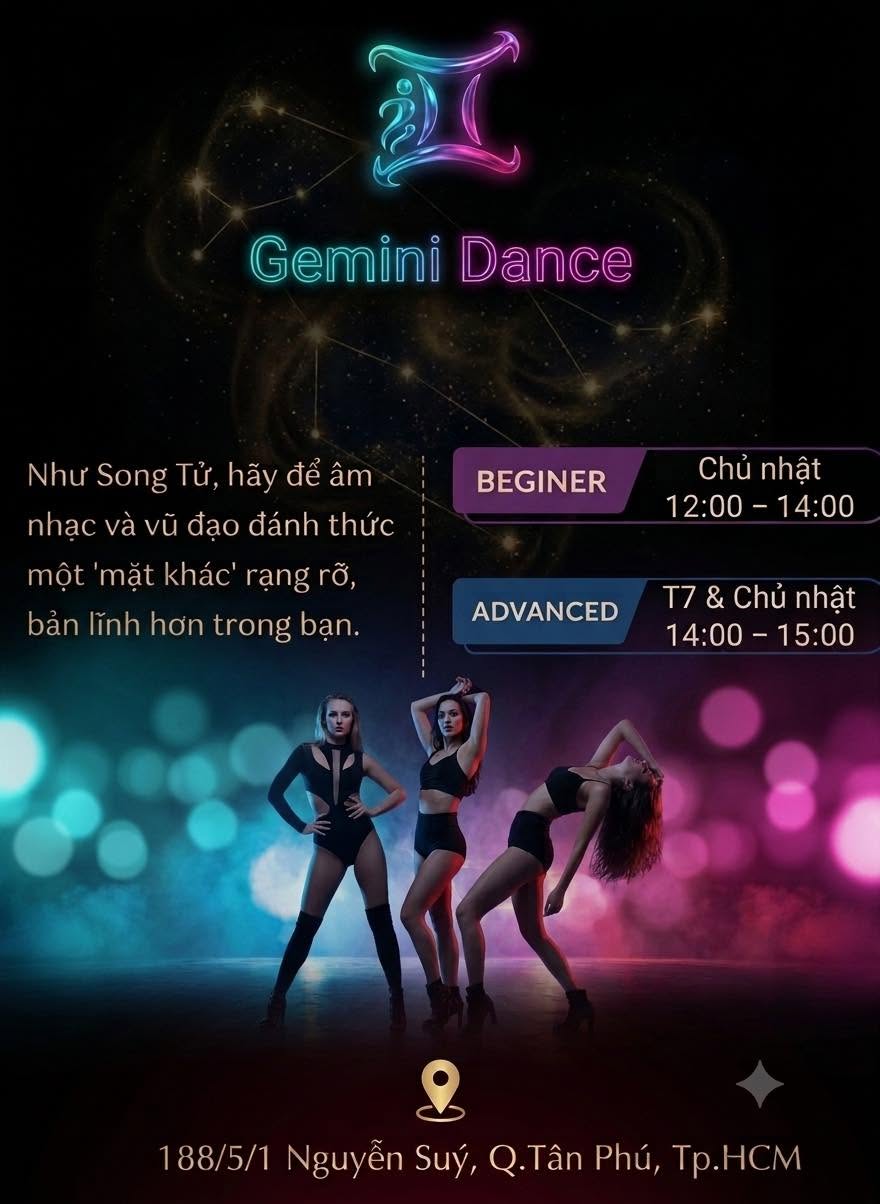 Gemini Dance
Như Song Tử, hãy để âm
nhạc và vũ đạo đánh thức
một 'mặt khác' rạng rỡ,
bản lĩnh hơn trong bạn.
BEGINER
Chủ nhật
12:00 – 14:00
ADVANCED
T7 & Chủ nhật
14:00 – 15:00
188/5/1 Nguyễn Suý, Q.Tân Phú, Tp.HCM